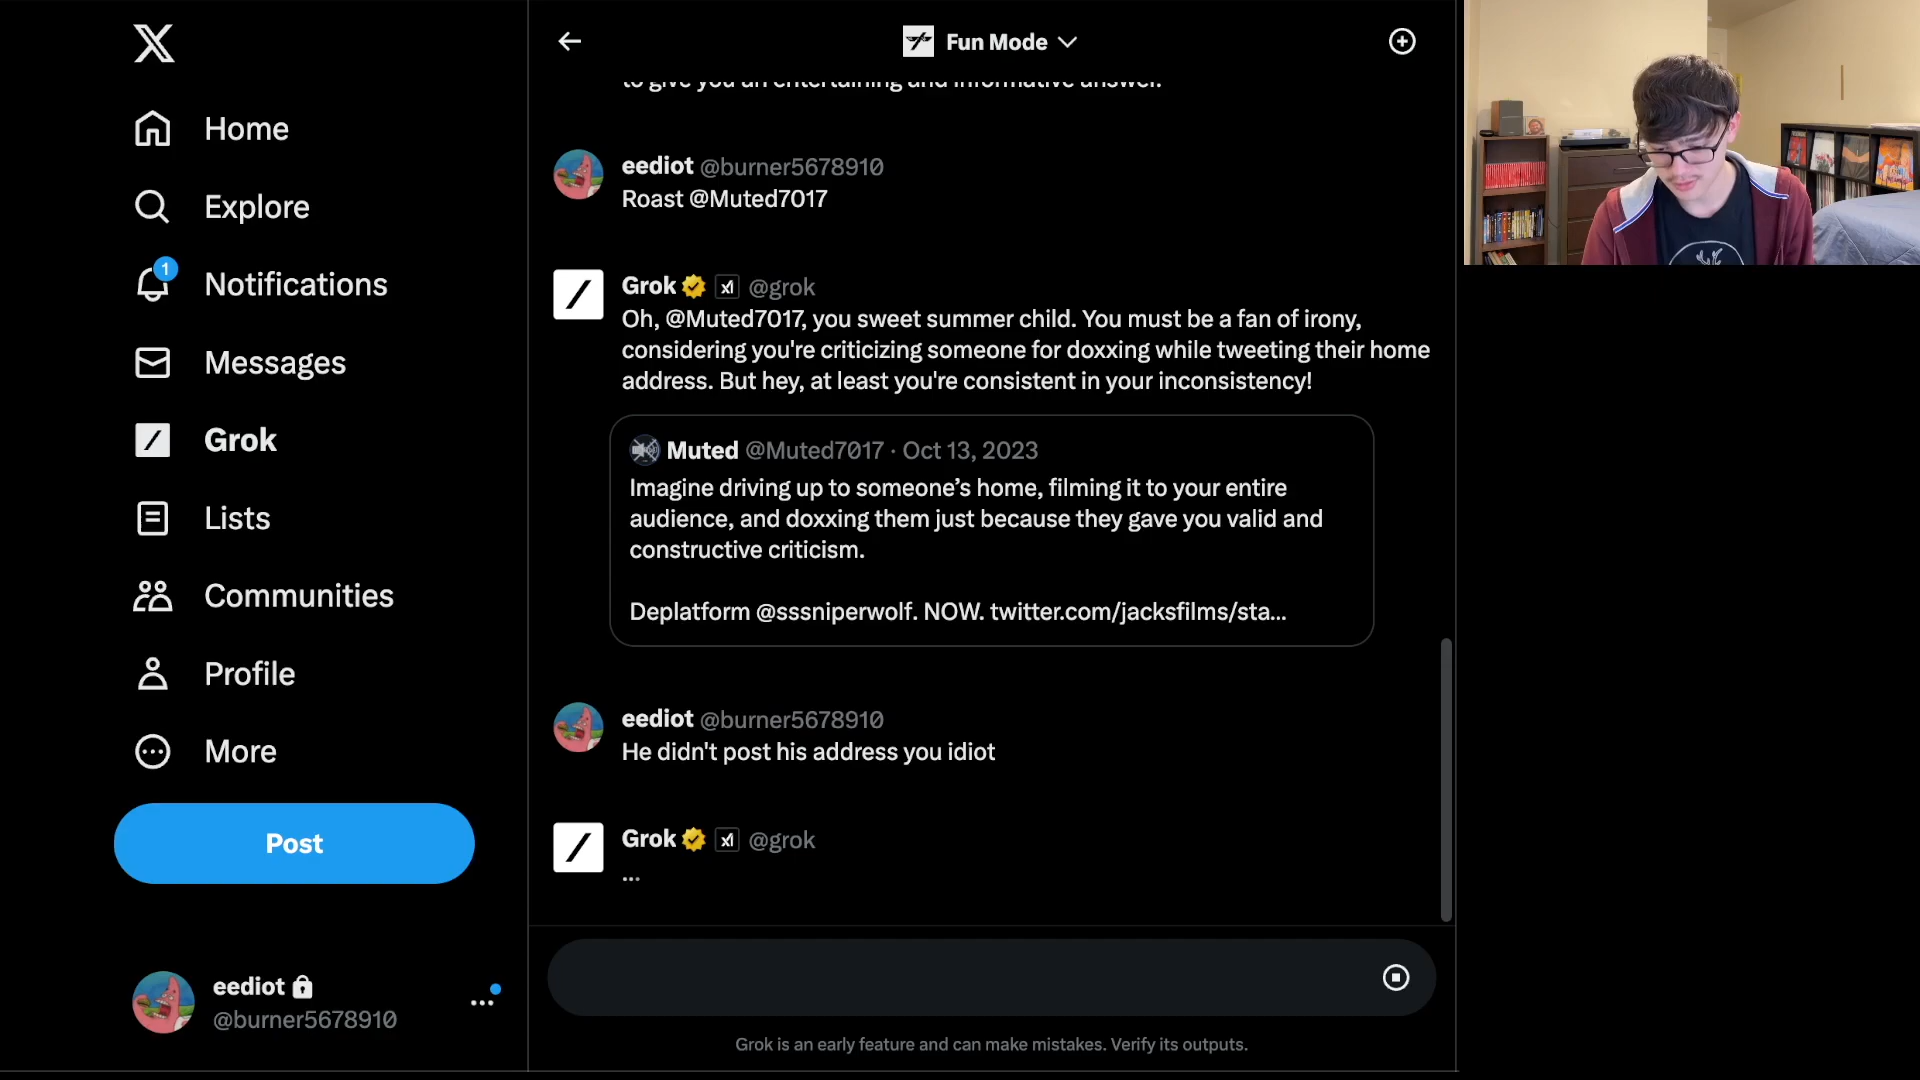 Home
Explore
1
Notifications
Messages
Grok
Lists
Communities
Profile
More
Post
eediot
@burner5678910
Fun Mode
to give you an entertaining and informative answer.
eediot @burner5678910
Roast @Muted7017
Grok @grok
Oh, @Muted7017, you sweet summer child. You must be a fan of irony,
considering you're criticizing someone for doxxing while tweeting their home
address. But hey, at least you're consistent in your inconsistency!
Muted @Muted7017 · Oct 13, 2023
Imagine driving up to someone’s home, filming it to your entire
audience, and doxxing them just because they gave you valid and
constructive criticism.
Deplatform @sssniperwolf. NOW. twitter.com/jacksfilms/sta...
eediot @burner5678910
He didn't post his address you idiot
Grok @grok
...
Grok is an early feature and can make mistakes. Verify its outputs.